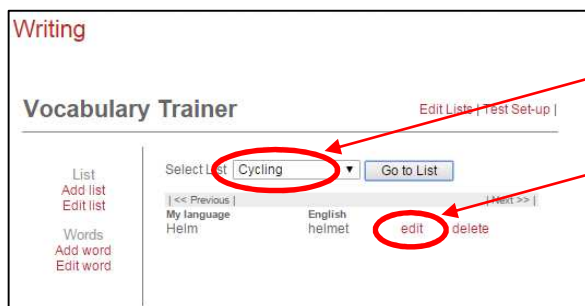 Writing
Vocabulary Trainer
Edit Lists | Test Set-up |
List
Add list
Edit list
Words
Add word
Edit word
Select List Cycling Go to List
| << Previous | | Next >> |
My language English
Helm helmet edit delete